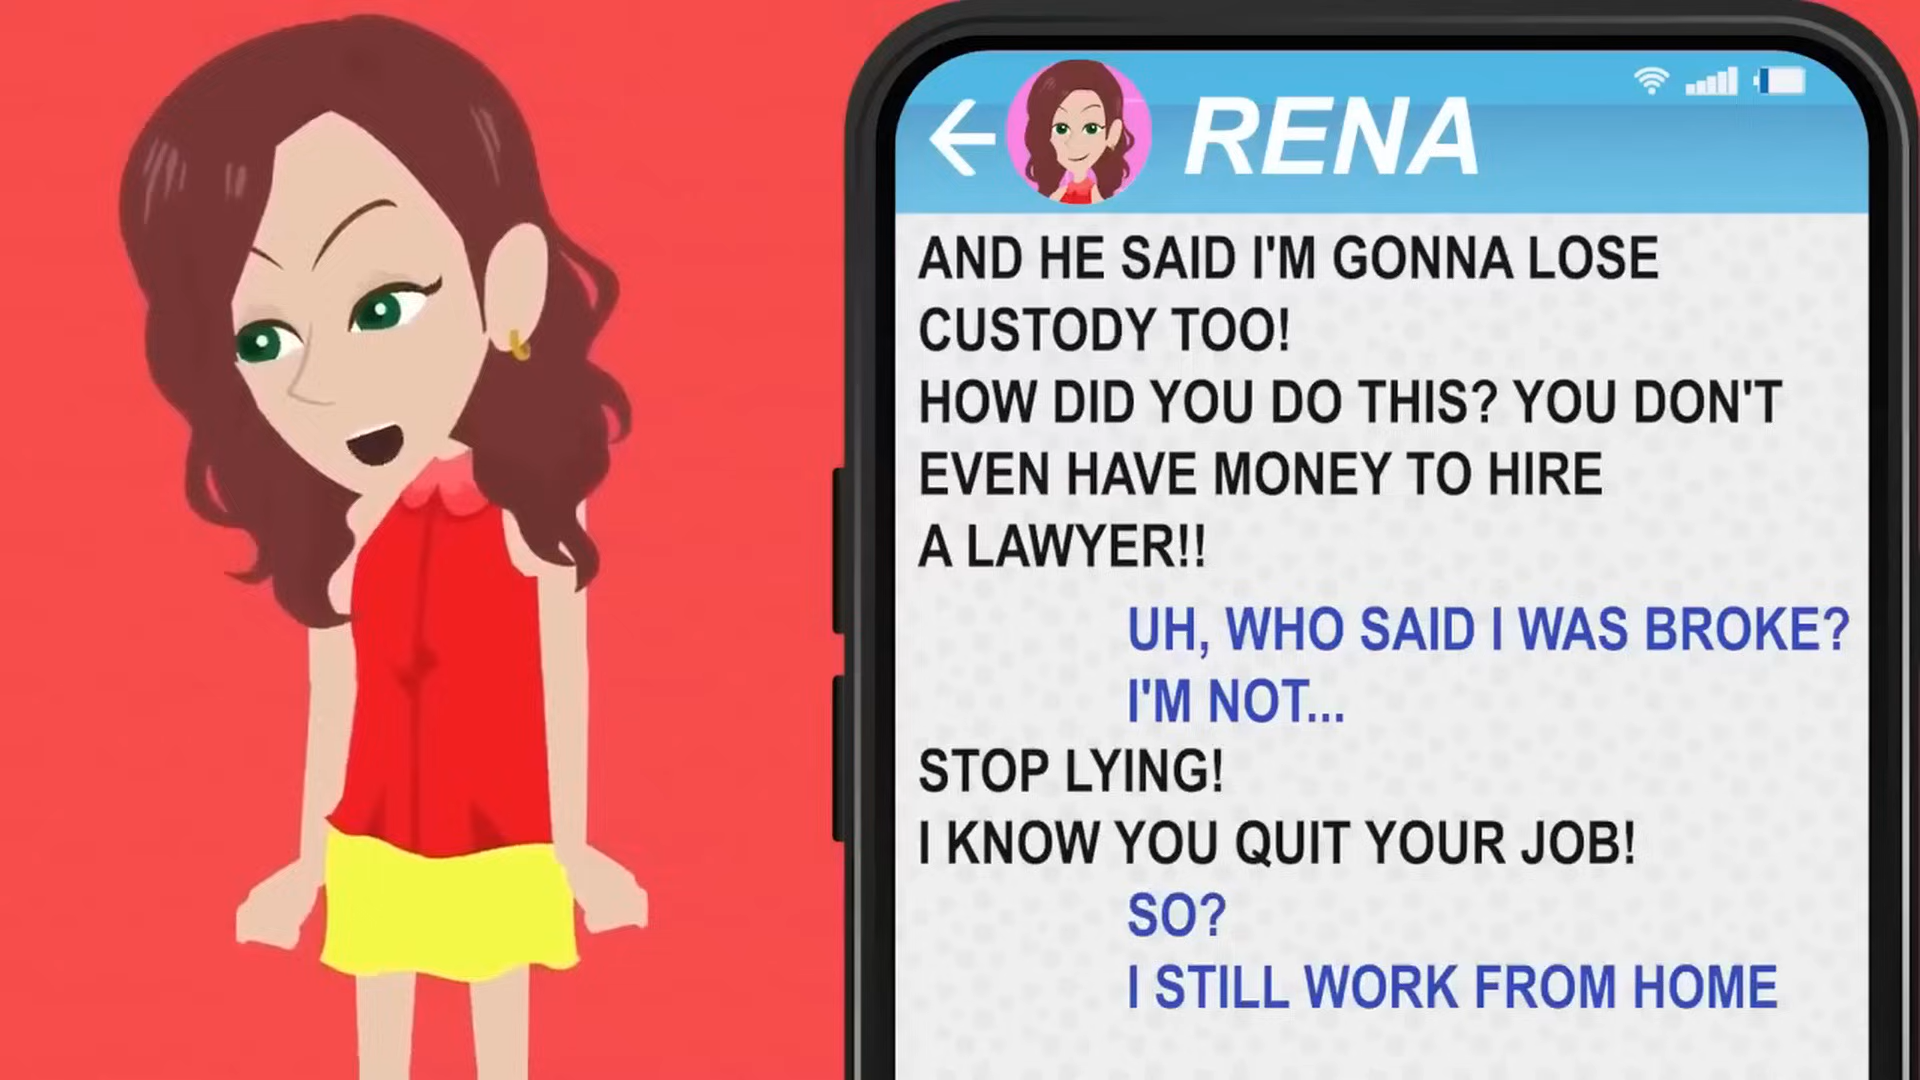 RENA
AND HE SAID I'M GONNA LOSE
CUSTODY TOO!
HOW DID YOU DO THIS? YOU DON'T
EVEN HAVE MONEY TO HIRE
A LAWYER!!
UH, WHO SAID I WAS BROKE?
I'M NOT...
STOP LYING!
I KNOW YOU QUIT YOUR JOB!
SO?
I STILL WORK FROM HOME